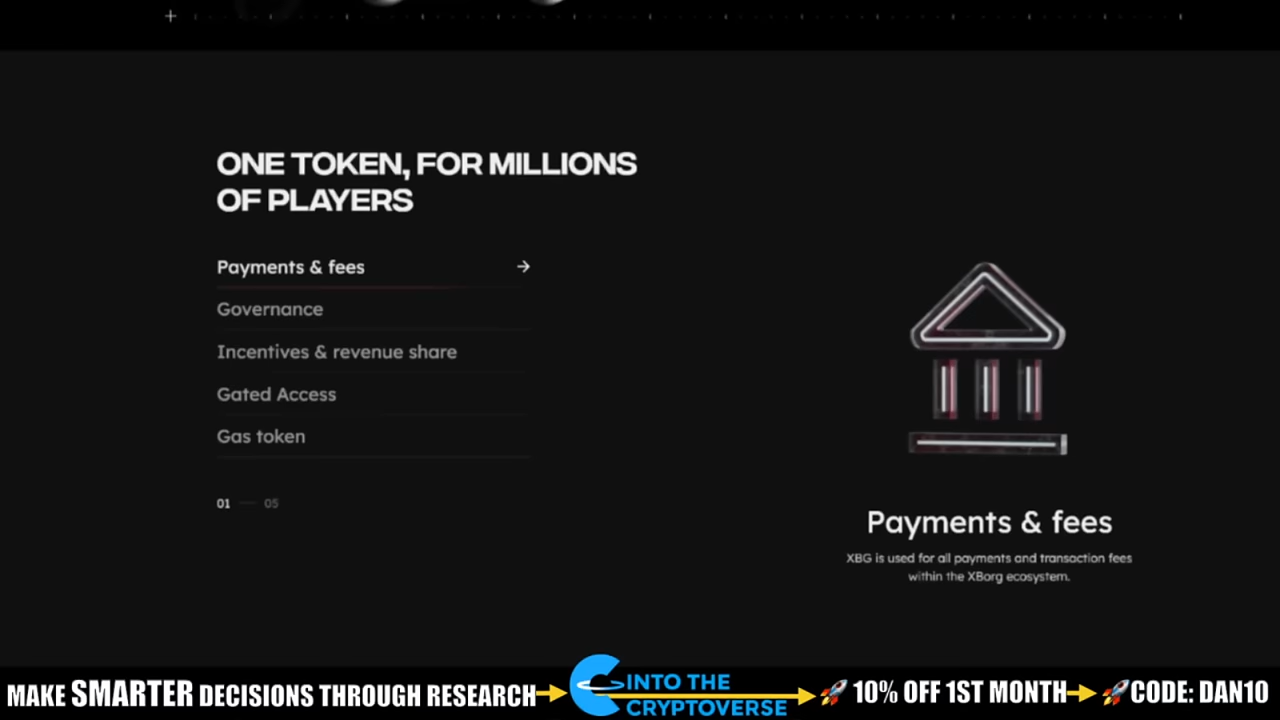 ONE TOKEN, FOR MILLIONS
OF PLAYERS
Payments & fees
Governance
Incentives & revenue share
Gated Access
Gas token
01 05
Payments & fees
XBG is used for all payments and transaction fees
within the XBorg ecosystem.
MAKE SMARTER DECISIONS THROUGH RESEARCH
INTO THE
CRYPTOVERSE
10% OFF 1ST MONTH
CODE: DAN10